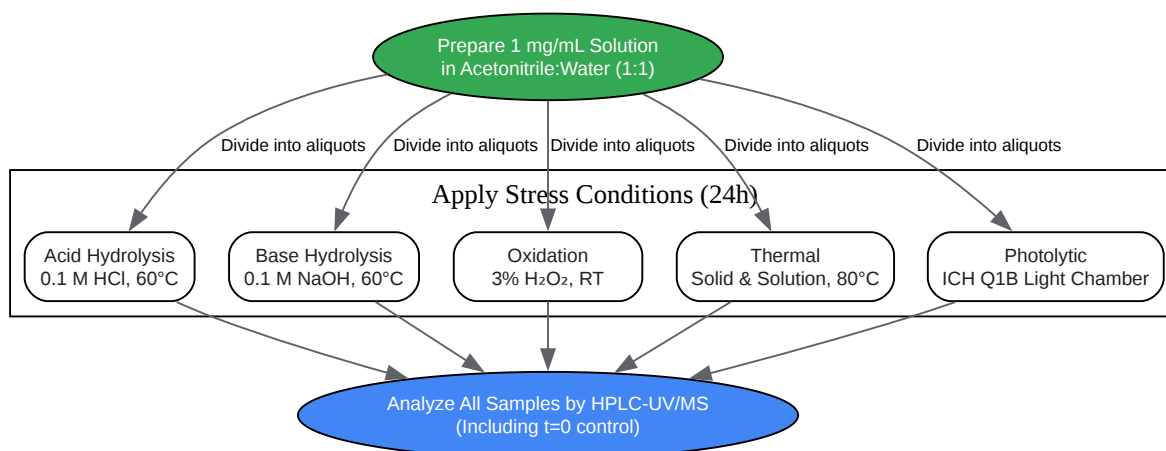 Prepare 1 mg/mL Solution
in Acetonitrile:Water (1:1)
Divide into aliquots
Divide into aliquots
Divide into aliquots
Divide into aliquots
Divide into aliquots
Apply Stress Conditions (24h)
Acid Hydrolysis
0.1 M HCl, 60°C
Base Hydrolysis
0.1 M NaOH, 60°C
Oxidation
3% H₂O₂, RT
Thermal
Solid & Solution, 80°C
Photolytic
ICH Q1B Light Chamber
Analyze All Samples by HPLC-UV/MS
(Including t=0 control)